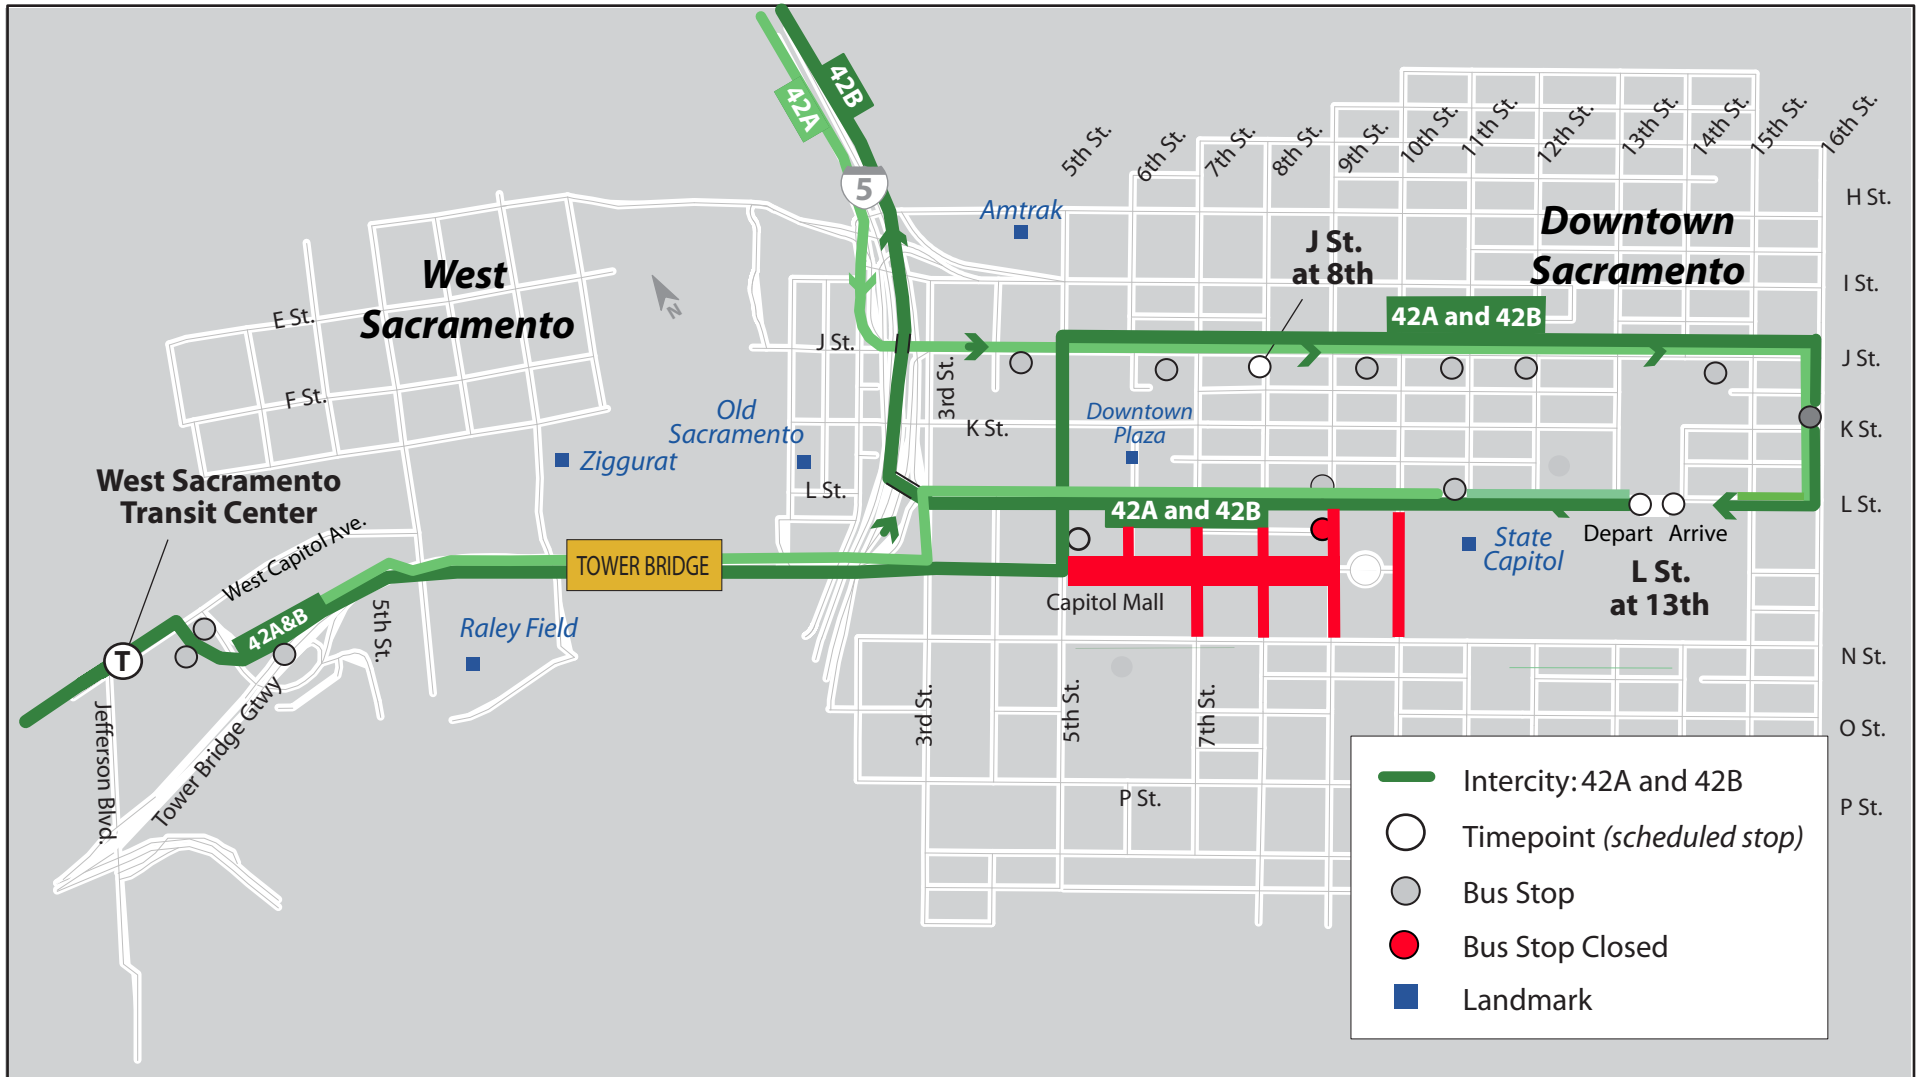 42B
42A
5
5th St.
6th St.
7th St.
8th St.
9th St.
10th St.
11th St.
12th St.
13th St.
14th St.
15th St.
16th St.
H St.
Amtrak
Downtown
Sacramento
J St.
at 8th
West
Sacramento
N
I St.
E St.
42A and 42B
J St.
J St.
3rd St.
F St.
Old
Sacramento
Downtown
Plaza
K St.
K St.
Ziggurat
West Sacramento
Transit Center
L St.
L St.
42A and 42B
West Capitol Ave.
State
Capitol
Depart
Arrive
TOWER BRIDGE
L St.
at 13th
Capitol Mall
42A&B
5th St.
Raley Field
T
N St.
Jefferson Blvd.
Tower Bridge Gtwy
3rd St.
5th St.
7th St.
O St.
P St.
P St.
Intercity: 42A and 42B
Timepoint (scheduled stop)
Bus Stop
Bus Stop Closed
Landmark